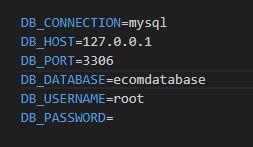 DB_CONNECTION=mysql
DB_HOST=127.0.0.1
DB_PORT=3306
DB_DATABASE=ecomdatabase
DB_USERNAME=root
DB_PASSWORD=